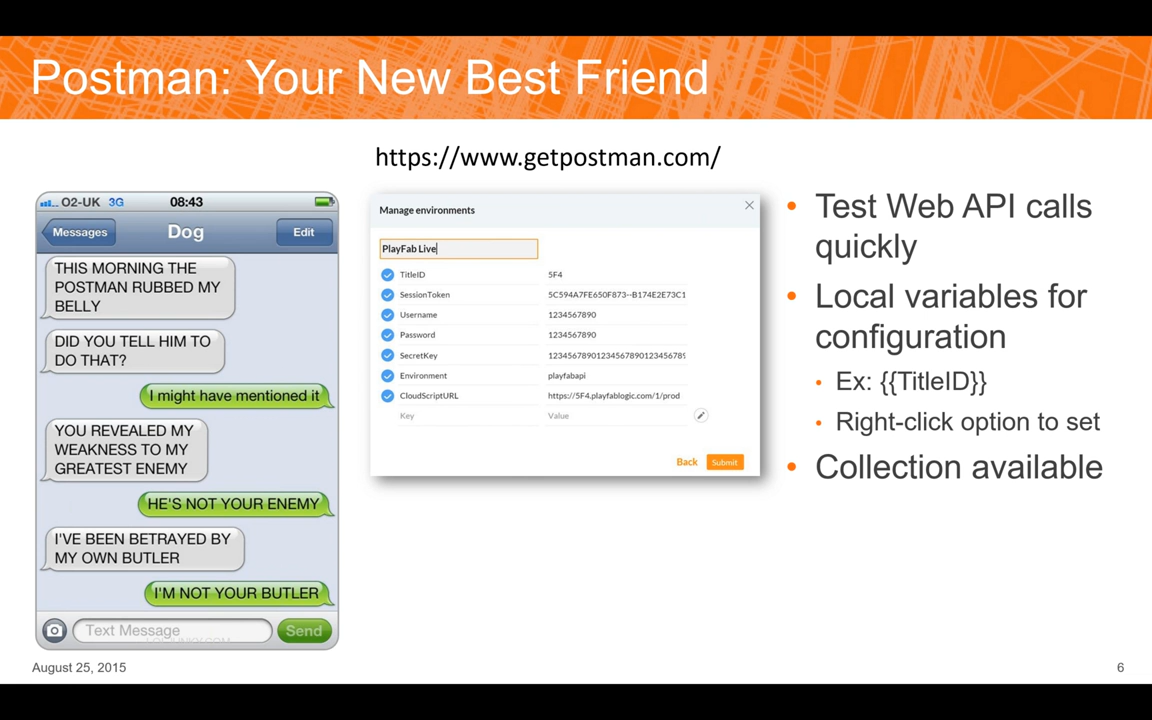 Postman: Your New Best Friend
https://www.getpostman.com/
O2-UK 3G 08:43
Messages Dog Edit
THIS MORNING THE
POSTMAN RUBBED MY
BELLY
DID YOU TELL HIM TO
DO THAT?
I might have mentioned it
YOU REVEALED MY
WEAKNESS TO MY
GREATEST ENEMY
HE'S NOT YOUR ENEMY
I'VE BEEN BETRAYED BY
MY OWN BUTLER
I'M NOT YOUR BUTLER
Text Message Send
Manage environments
PlayFab Live
TitleID 5F4
SessionToken 5C594A7FE650F873--B174E2E73C1
Username 1234567890
Password 1234567890
SecretKey 1234567890123456789012345678
Environment playfabapi
CloudScriptURL https://5F4.playfablogic.com/1/prod
Key Value
Back Submit
• Test Web API calls
quickly
• Local variables for
configuration
• Ex: {{TitleID}}
• Right-click option to set
• Collection available
August 25, 2015
6